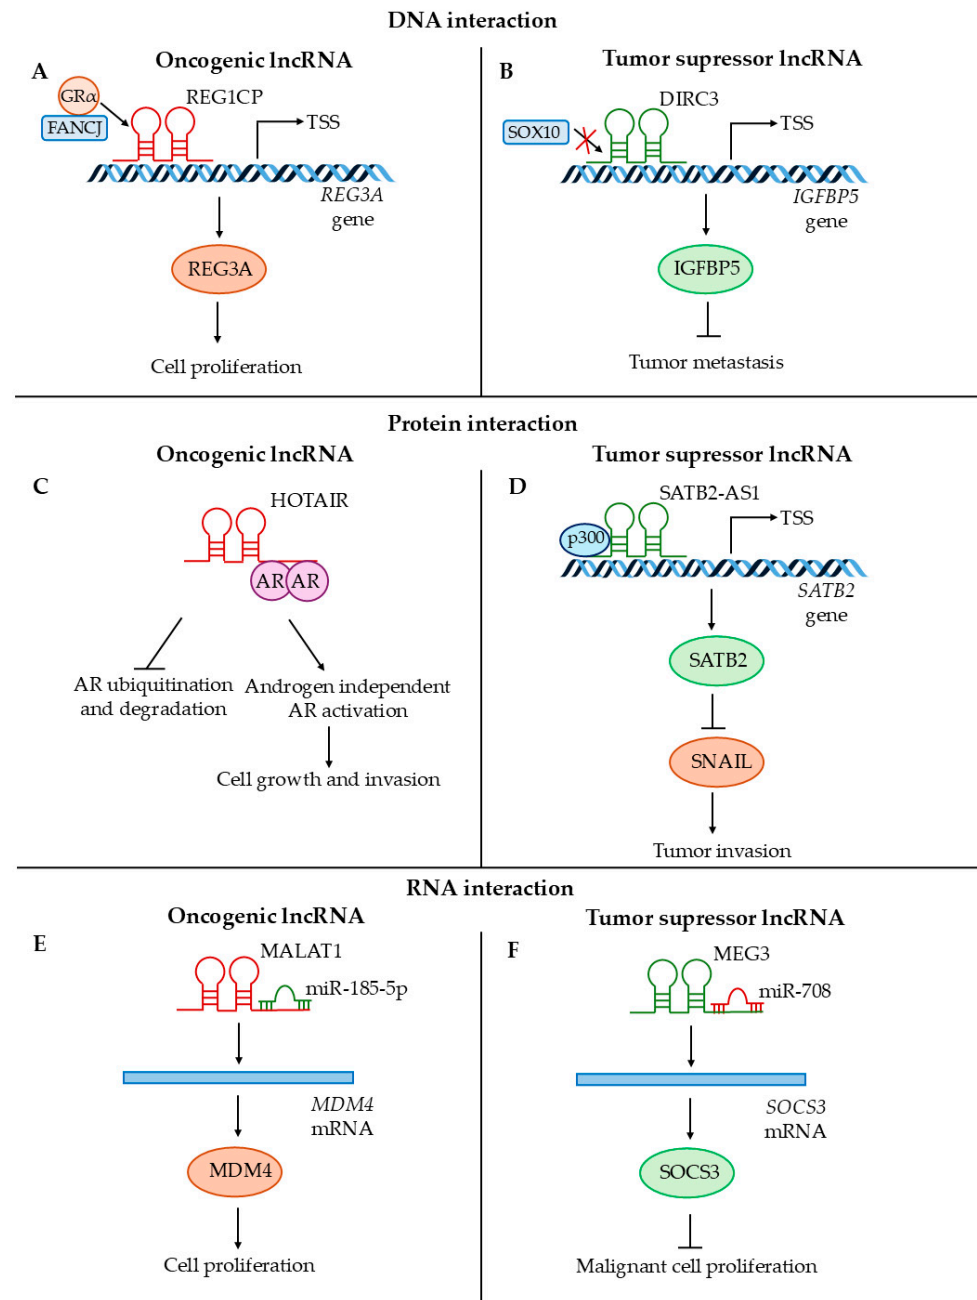 DNA interaction
Oncogenic lncRNA
A
GRα
FANCJ
REG1CP
TSS
REG3A
gene
REG3A
Cell proliferation
Tumor supressor lncRNA
B
DIRC3
SOX10
TSS
IGFBP5
gene
IGFBP5
Tumor metastasis
Protein interaction
Oncogenic lncRNA
C
HOTAIR
AR AR
AR ubiquitination
and degradation
Androgen independent
AR activation
Cell growth and invasion
Tumor supressor lncRNA
D
SATB2-AS1
p300
TSS
SATB2
gene
SATB2
SNAIL
Tumor invasion
RNA interaction
Oncogenic lncRNA
E
MALAT1
miR-185-5p
MDM4
mRNA
MDM4
Cell proliferation
Tumor supressor lncRNA
F
MEG3
miR-708
SOCS3
mRNA
SOCS3
Malignant cell proliferation